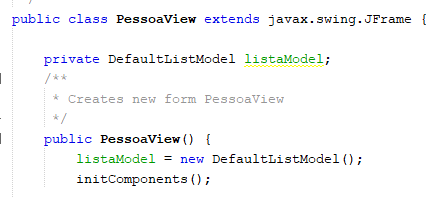 public class PessoaView extends javax.swing.JFrame {
private DefaultListModel listaModel;
/**
* Creates new form PessoaView
*/
public PessoaView() {
listaModel = new DefaultListModel();
initComponents();